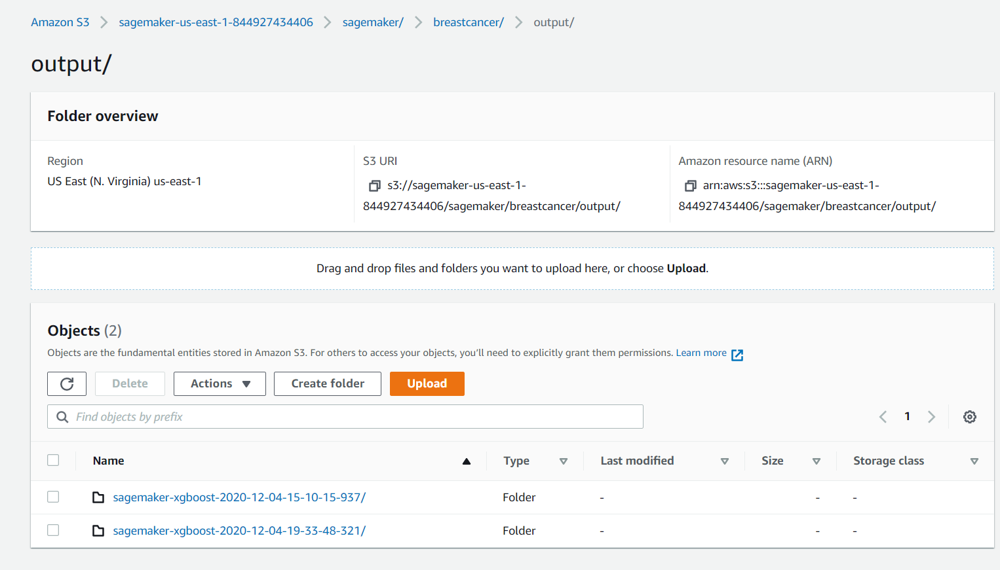 Amazon S3 > sagemaker-us-east-1-844927434406 > sagemaker/ > breastcancer/ > output/
output/
Folder overview
Region
US East (N. Virginia) us-east-1
S3 URI
s3://sagemaker-us-east-1-
844927434406/sagemaker/breastcancer/output/
Amazon resource name (ARN)
arn:aws:s3:::sagemaker-us-east-1-
844927434406/sagemaker/breastcancer/output/
Drag and drop files and folders you want to upload here, or choose Upload.
Objects (2)
Objects are the fundamental entities stored in Amazon S3. For others to access your objects, you’ll need to explicitly grant them permissions. Learn more
Delete Actions Create folder Upload
Find objects by prefix 1
Name Type Last modified Size Storage class
sagemaker-xgboost-2020-12-04-15-10-15-937/ Folder - - -
sagemaker-xgboost-2020-12-04-19-33-48-321/ Folder - - -